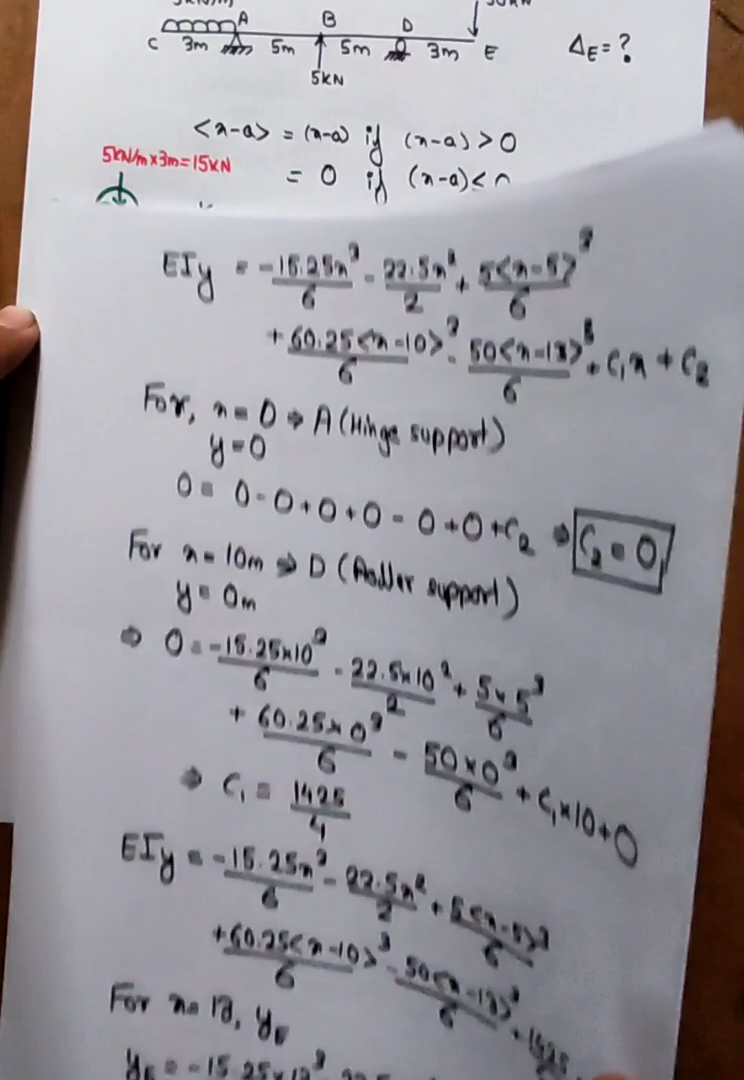 C 3m A 5m B 5m D 3m E Δ_E = ?
5KN
<x-a> = (x-a) if (x-a) > 0
5KN/m×3m=15KN
= 0 if (x-a) <
EIy = -15.25x³/6 - 22.5x²/2 + 5<x-5>³/6
+ 60.25<x-10>³/6 - 50<x-13>³/6 + C₁x + C₂
For, x = 0 ⇒ A (Hinge support)
y = 0
0 = 0 - 0 + 0 + 0 - 0 + 0 + C₂ ⇒ C₂ = 0
For x = 10m ⇒ D (Roller support)
y = 0m
⇒ 0 = -15.25×10³/6 - 22.5×10²/2 + 5×5³/6
+ 60.25×0³/6 - 50×0³/6 + C₁×10+0
⇒ C₁ = 1425/4
EIy = -15.25x³/6 - 22.5x²/2 + 5<x-5>³/6
+60.25<x-10>³/6 - 50<x-13>³/6 + 1425
For x = 13, y_E
y_E = -15.25×13³